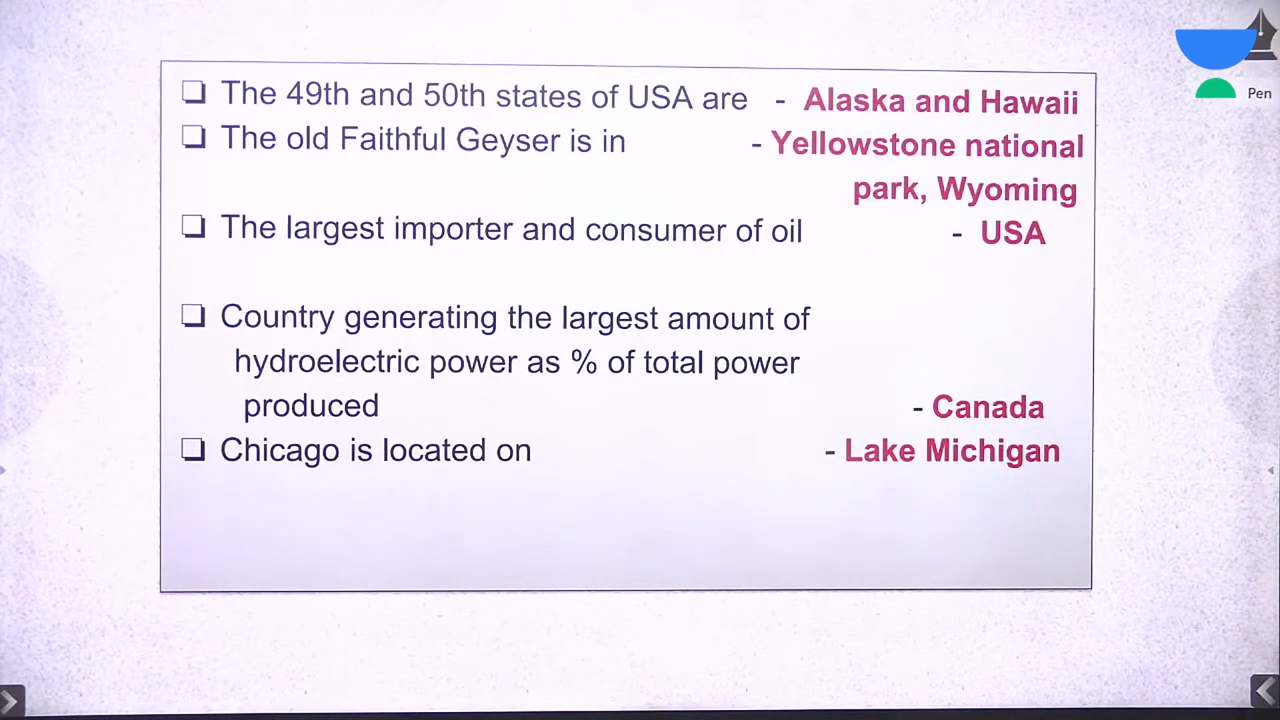 ❑ The 49th and 50th states of USA are - Alaska and Hawaii
❑ The old Faithful Geyser is in - Yellowstone national
park, Wyoming
❑ The largest importer and consumer of oil - USA
❑ Country generating the largest amount of
hydroelectric power as % of total power
produced - Canada
❑ Chicago is located on - Lake Michigan
Pen